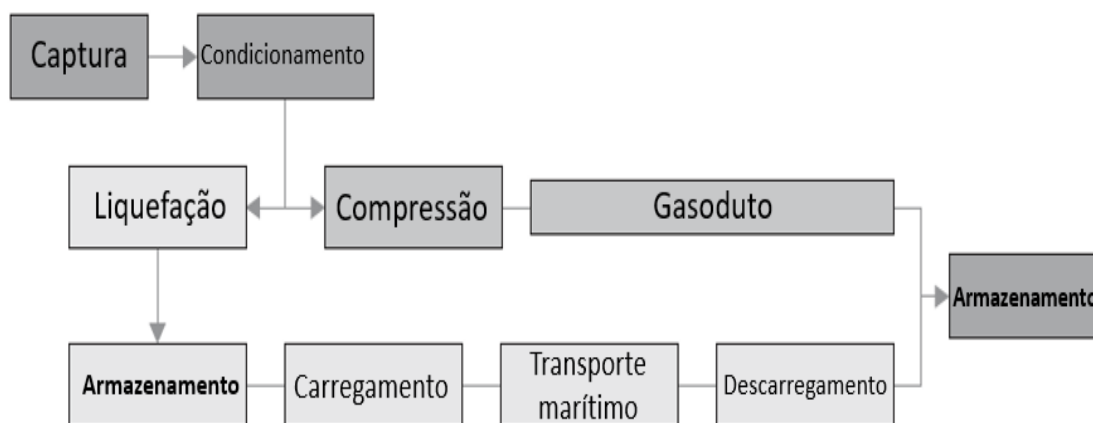 Captura
Condicionamento
Liquefação
Compressão
Gasoduto
Armazenamento
Armazenamento
Carregamento
Transporte
marítimo
Descarregamento